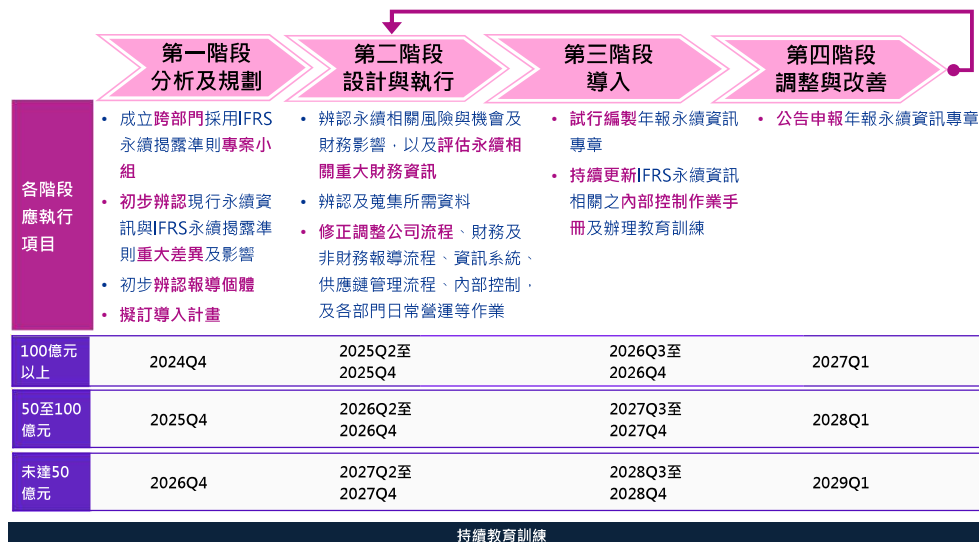 第一階段
分析及規劃
第二階段
設計與執行
第三階段
導入
第四階段
調整與改善
各階段
應執行
項目
• 成立跨部門採用IFRS
永續揭露準則專案小
組
• 初步辨認現行永續資
訊與IFRS永續揭露準
則重大差異及影響
• 初步辨認報導個體
• 擬訂導入計畫
• 辨認永續相關風險與機會及
財務影響，以及評估永續相
關重大財務資訊
• 辨認及蒐集所需資料
• 修正調整公司流程、財務及
非財務報導流程、資訊系統、
供應鏈管理流程、內部控制，
及各部門日常營運等作業
• 試行編製年報永續資訊
專章
• 持續更新IFRS永續資訊
相關之內部控制作業手
冊及辦理教育訓練
• 公告申報年報永續資訊專章
100億元
以上
2024Q4
2025Q2至
2025Q4
2026Q3至
2026Q4
2027Q1
50至100
億元
2025Q4
2026Q2至
2026Q4
2027Q3至
2027Q4
2028Q1
未達50
億元
2026Q4
2027Q2至
2027Q4
2028Q3至
2028Q4
2029Q1
持續教育訓練